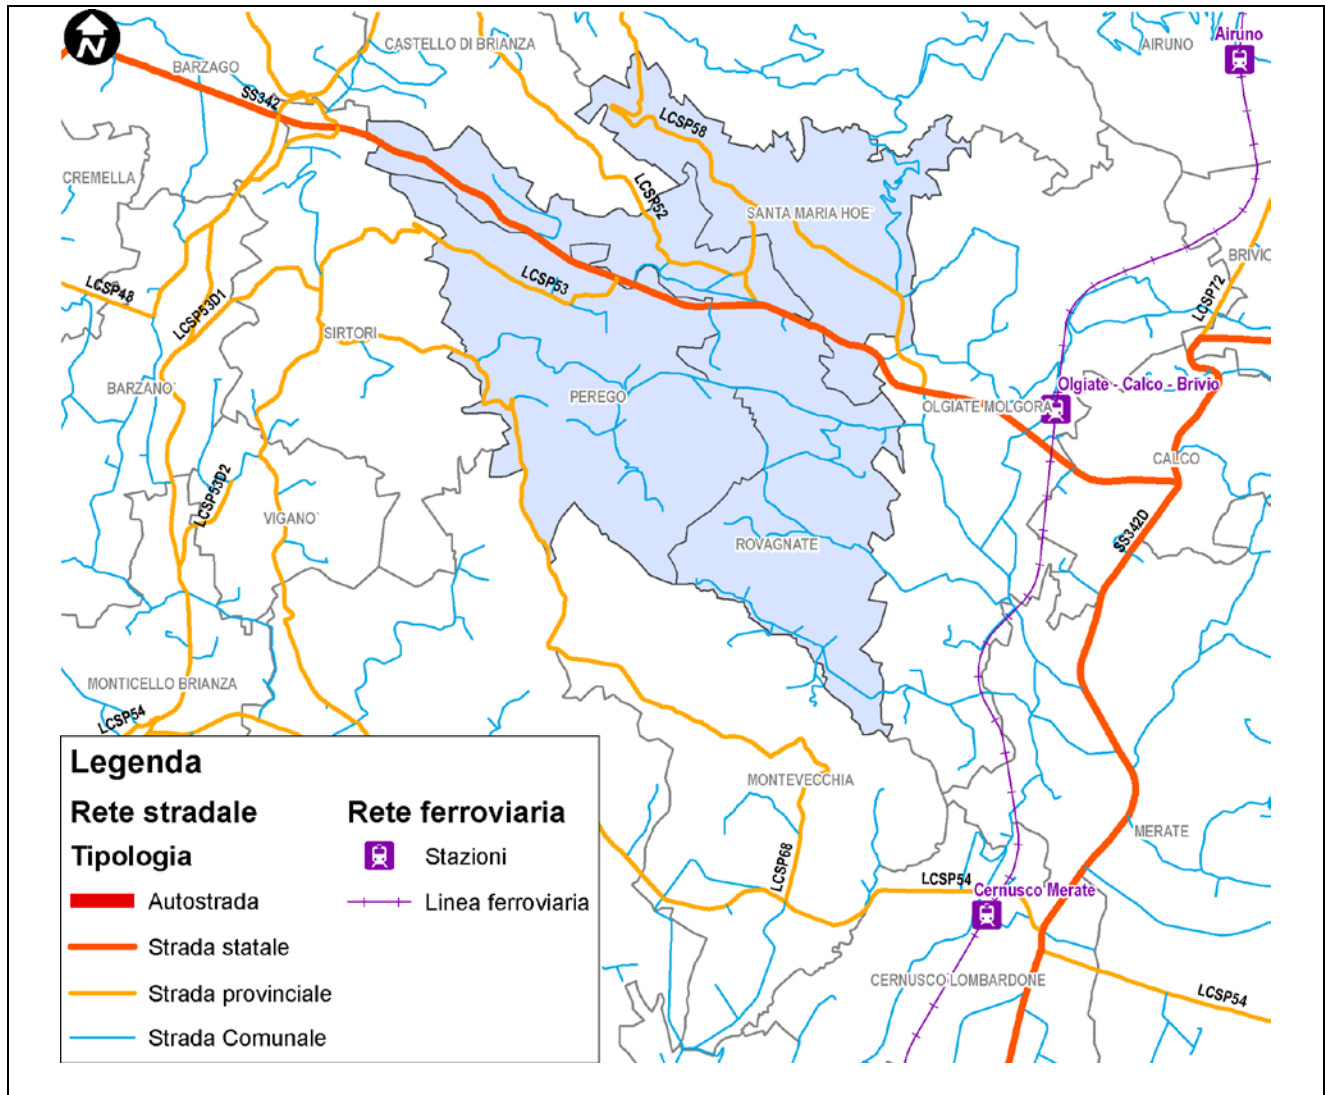 N
CASTELLO DI BRIANZA
Airuno
AIRUNO
BARZAGO
SS342
LCSP58
CREMELLA
LCSP52
SANTA MARIA HOE'
BRIVIO
LCSP48
LCSP53D1
LCSP53
LCSP72
SIRTORI
BARZANO'
PEREGO
Olgiate - Calco - Brivio
OLGIATE MOLGORA
CALCO
LCSP53D2
VIGANO'
ROVAGNATE
SS342D
MONTICELLO BRIANZA
LCSP54
MONTEVECCHIA
MERATE
LCSP68
LCSP54
Cernusco Merate
CERNUSCO LOMBARDONE
LCSP54
Legenda
Rete stradale
Tipologia
Autostrada
Strada statale
Strada provinciale
Strada Comunale
Rete ferroviaria
Stazioni
Linea ferroviaria